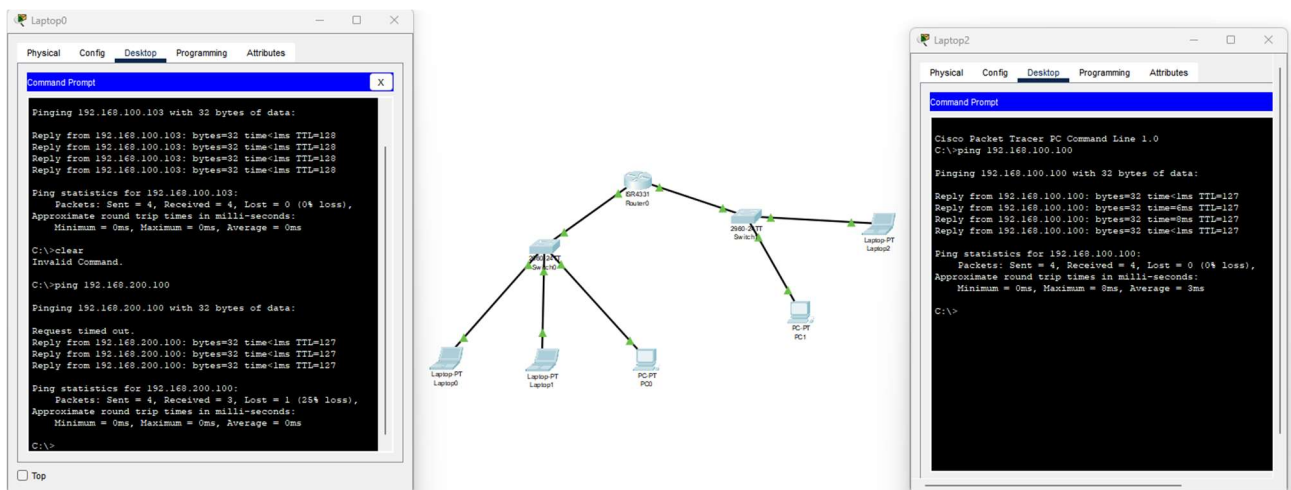 Laptop0
Physical Config Desktop Programming Attributes
Command Prompt
X
Pinging 192.168.100.103 with 32 bytes of data:
Reply from 192.168.100.103: bytes=32 time<1ms TTL=128
Reply from 192.168.100.103: bytes=32 time<1ms TTL=128
Reply from 192.168.100.103: bytes=32 time<1ms TTL=128
Reply from 192.168.100.103: bytes=32 time<1ms TTL=128
Ping statistics for 192.168.100.103:
Packets: Sent = 4, Received = 4, Lost = 0 (0% loss),
Approximate round trip times in milli-seconds:
Minimum = 0ms, Maximum = 0ms, Average = 0ms
C:\>clear
Invalid Command.
C:\>ping 192.168.200.100
Pinging 192.168.200.100 with 32 bytes of data:
Request timed out.
Reply from 192.168.200.100: bytes=32 time<1ms TTL=127
Reply from 192.168.200.100: bytes=32 time<1ms TTL=127
Reply from 192.168.200.100: bytes=32 time<1ms TTL=127
Ping statistics for 192.168.200.100:
Packets: Sent = 4, Received = 3, Lost = 1 (25% loss),
Approximate round trip times in milli-seconds:
Minimum = 0ms, Maximum = 0ms, Average = 0ms
C:\>
Top
ISR4331
Router0
2960-24TT
Switch0
2960-24TT
Switch
Laptop-PT
Laptop2
PC-PT
PC1
Laptop-PT
Laptop0
Laptop-PT
Laptop1
PC-PT
PC0
Laptop2
Physical Config Desktop Programming Attributes
Command Prompt
Cisco Packet Tracer PC Command Line 1.0
C:\>ping 192.168.100.100
Pinging 192.168.100.100 with 32 bytes of data:
Reply from 192.168.100.100: bytes=32 time<1ms TTL=127
Reply from 192.168.100.100: bytes=32 time=6ms TTL=127
Reply from 192.168.100.100: bytes=32 time=8ms TTL=127
Reply from 192.168.100.100: bytes=32 time<1ms TTL=127
Ping statistics for 192.168.100.100:
Packets: Sent = 4, Received = 4, Lost = 0 (0% loss),
Approximate round trip times in milli-seconds:
Minimum = 0ms, Maximum = 8ms, Average = 3ms
C:\>